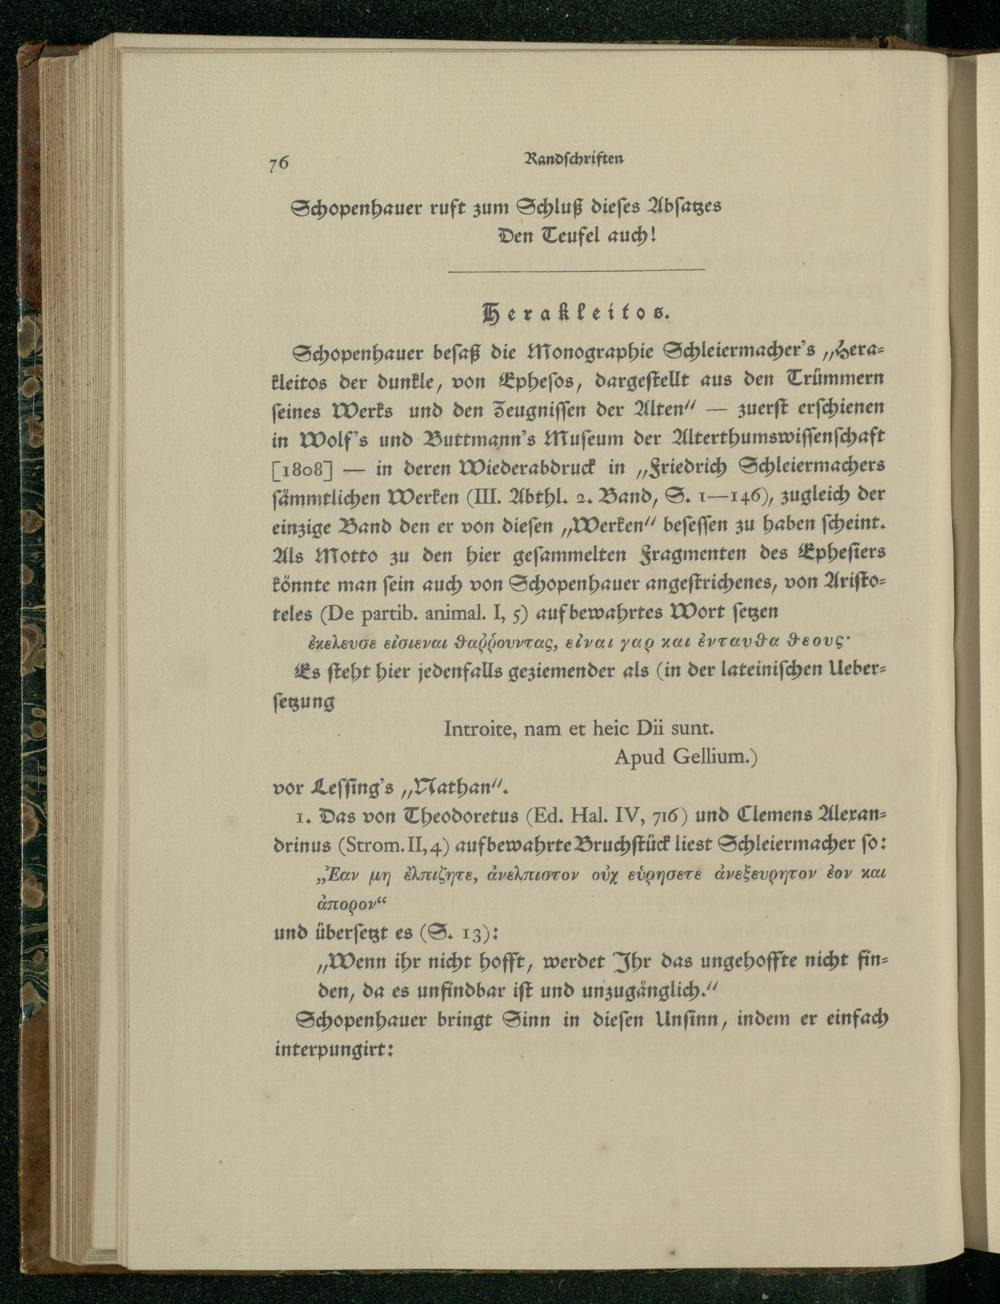 76
Randschriften
Schopenhauer ruft zum Schluß dieses Absatzes
Den Teufel auch!
Herakleitos.
Schopenhauer besaß die Monographie Schleiermacher's „Hera-
kleitos der dunkle, von Ephesos, dargestellt aus den Trümmern
seines Werks und den Zeugnissen der Alten“ — zuerst erschienen
in Wolf's und Buttmann's Museum der Alterthumswissenschaft
[1808] — in deren Wiederabdruck in „Friedrich Schleiermachers
sämmtlichen Werken (III. Abthl. 2. Band, S. 1—146), zugleich der
einzige Band den er von diesen „Werken“ besessen zu haben scheint.
Als Motto zu den hier gesammelten Fragmenten des Ephesiers
könnte man sein auch von Schopenhauer angestrichenes, von Aristo-
teles (De partib. animal. I, 5) aufbewahrtes Wort setzen
ἐκελευσε εἰσιεναι ϑαῤῥουντας, εἰναι γαρ και ἐνταυϑα ϑεους·
Es steht hier jedenfalls geziemender als (in der lateinischen Ueber-
setzung
Introite, nam et heic Dii sunt.
Apud Gellium.)
vor Lessing's „Nathan“.
1. Das von Theodoretus (Ed. Hal. IV, 716) und Clemens Alexan-
drinus (Strom. II, 4) aufbewahrte Bruchstück liest Schleiermacher so:
„Ἐαν μη ἐλπιζητε, ἀνελπιστον οὐχ εὑρησετε ἀνεξευρητον ἐον και
ἀπορον“
und übersetzt es (S. 13):
„Wenn ihr nicht hofft, werdet Ihr das ungehoffte nicht fin-
den, da es unfindbar ist und unzugänglich.“
Schopenhauer bringt Sinn in diesen Unsinn, indem er einfach
interpungirt: